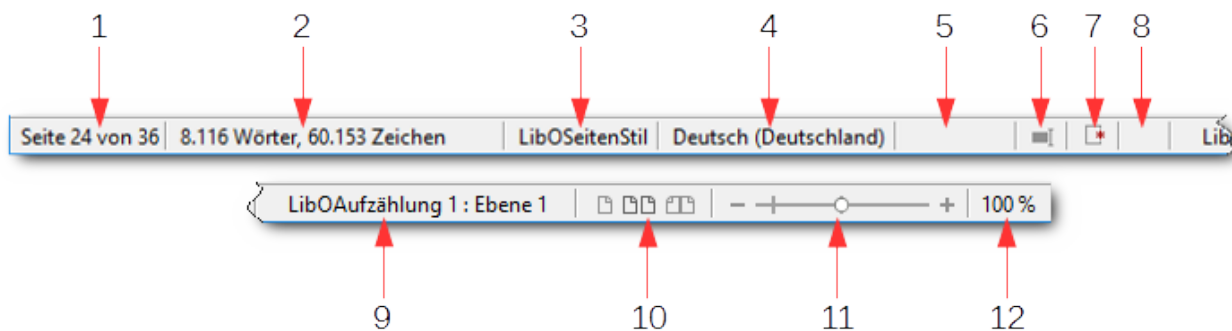 1 2 3 4 5 6 7 8
Seite 24 von 36 8.116 Wörter, 60.153 Zeichen LibOSeitenStil Deutsch (Deutschland) Lib
LibOAufzählung 1 : Ebene 1 100 %
9 10 11 12